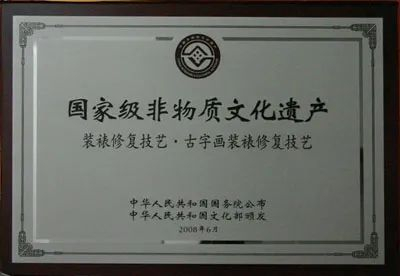 国家级非物质文化遗产
装裱修复技艺·古字画装裱修复技艺
中华人民共和国国务院公布
中华人民共和国文化部颁发
2008年6月